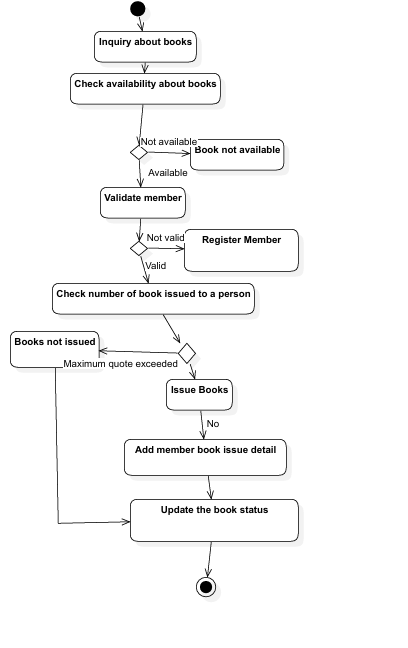 Inquiry about books
Check availability about books
Not available
Book not available
Available
Validate member
Not valid
Register Member
Valid
Check number of book issued to a person
Books not issued
Maximum quote exceeded
Issue Books
No
Add member book issue detail
Update the book status